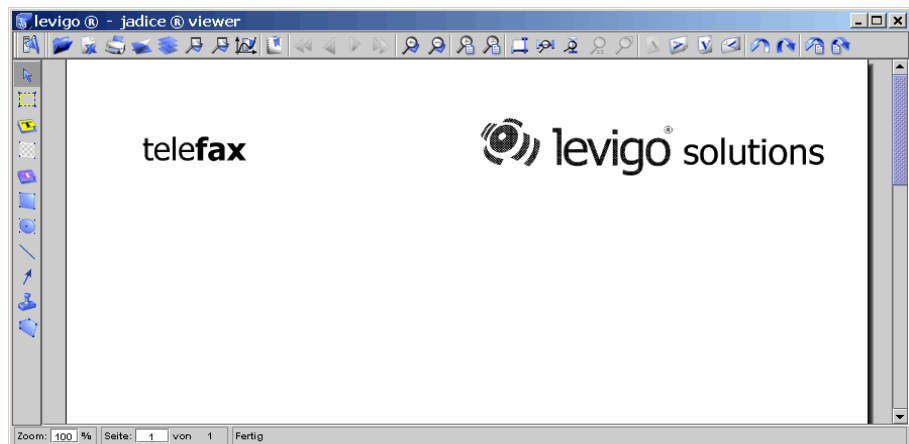 levigo ® - jadice ® viewer
telefax
levigo® solutions
Zoom: 100 % Seite: 1 von 1 Fertig